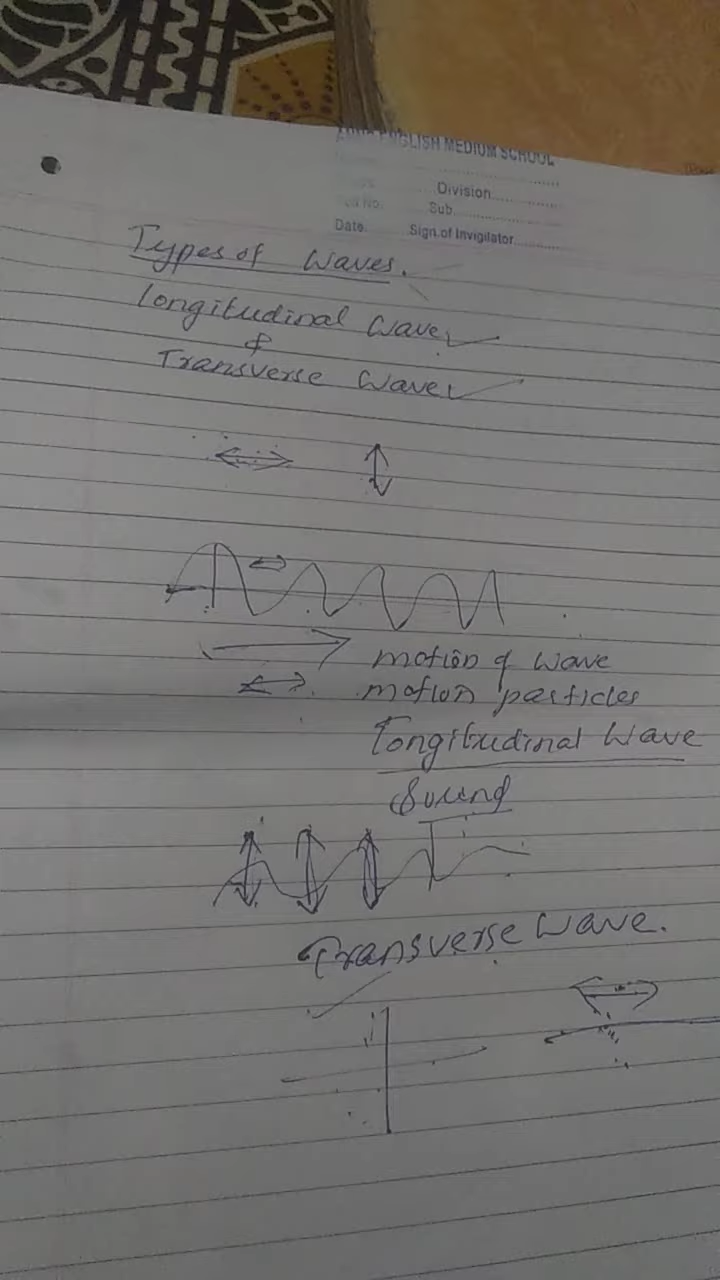 ENGLISH MEDIUM SCHOOL
Division
Sub
Date
Sign.of Invigilator
Types of Waves.
Longitudinal Wave
&
Transverse Wave
motion of wave
motion particles
Longitudinal Wave
Sound
Transverse Wave.